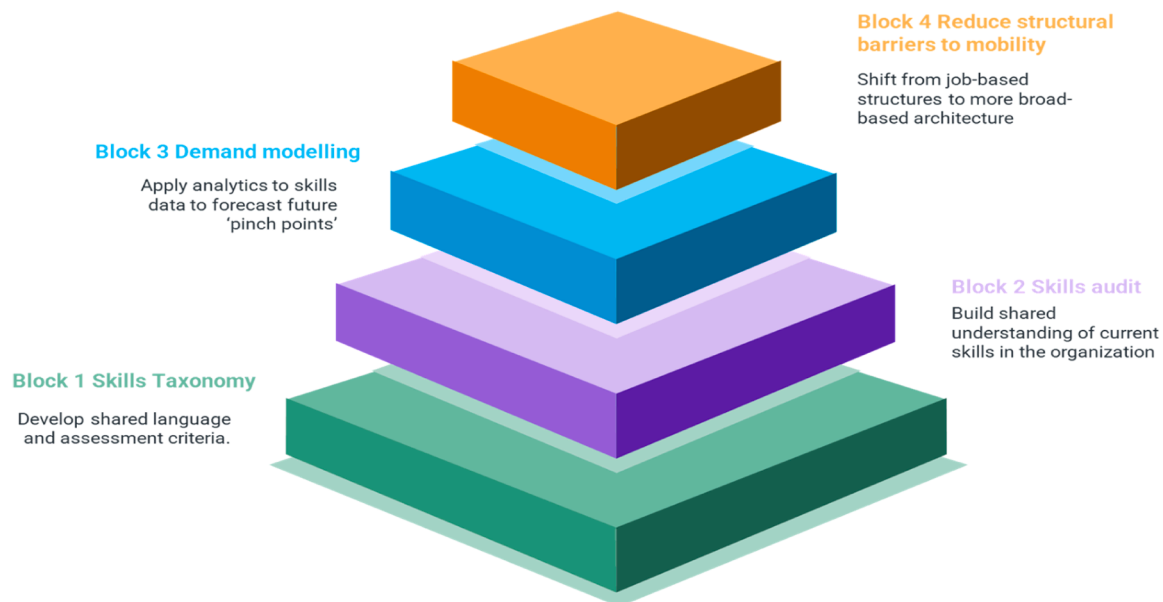 Block 4 Reduce structural
barriers to mobility
Shift from job-based
structures to more broad-
based architecture
Block 3 Demand modelling
Apply analytics to skills
data to forecast future
‘pinch points’
Block 2 Skills audit
Build shared
understanding of current
skills in the organization
Block 1 Skills Taxonomy
Develop shared language
and assessment criteria.